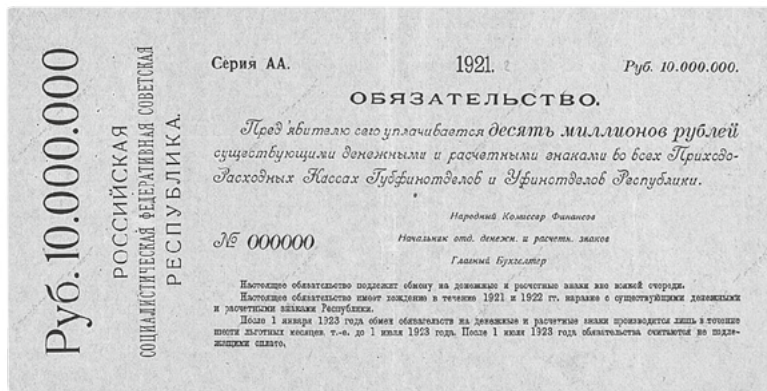 Руб. 10.000.000
РОССИЙСКАЯ
СОЦИАЛИСТИЧЕСКАЯ ФЕДЕРАТИВНАЯ СОВЕТСКАЯ
РЕСПУБЛИКА.
Серия АА. 1921. Руб. 10.000.000.
ОБЯЗАТЕЛЬСТВО.
Пред'явителю сего уплачивается десять миллионов рублей
существующими денежными и расчетными знаками во всех Приходо-
Расходных Кассах Губфинотделов и Уфинотделов Республики.
Народный Комиссар Финансов
№ 000000. Начальник отд. денежн. и расчетн. знаков
Главный Бухгалтер
Настоящее обязательство подлежит обмену на денежные и расчетные знаки вне всякой очереди.
Настоящее обязательство имеет хождение в течение 1921 и 1922 гг. наравне с существующими денежными
и расчетными знаками Республики.
После 1 января 1923 года обмен обязательств на денежные и расчетные знаки производится лишь в течение
шести льготных месяцев, т.-е. до 1 июля 1923 года. После 1 июля 1923 года обязательства считаются не подле-
жащими оплате.